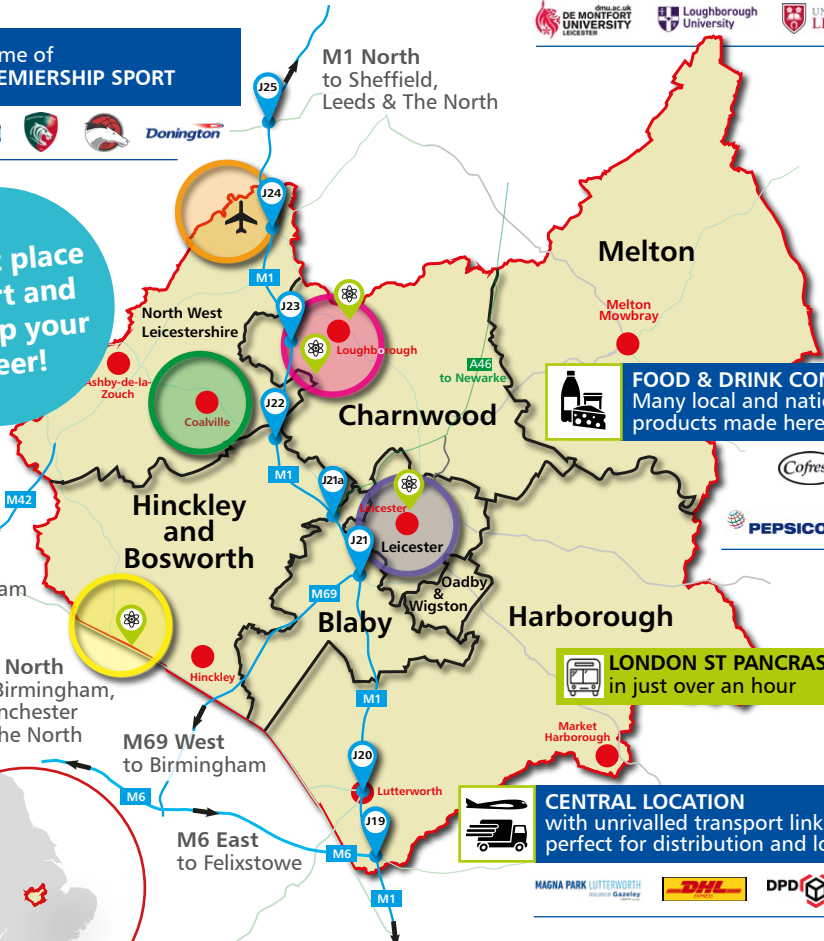 dmu.ac.uk
DE MONTFORT
UNIVERSITY
LEICESTER
Loughborough
University
me of
EMIERSHIP SPORT
Donington
M1 North
to Sheffield,
Leeds & The North
J25
J24
place
rt and
p your
eer!
M1
J23
North West
Leicestershire
Loughborough
Melton
Melton
Mowbray
A46
to Newarke
Ashby-de-la-
Zouch
Coalville
J22
Charnwood
FOOD & DRINK CON
Many local and nati
products made here
Cofres
PEPSICO
M42
M1
J21a
Hinckley
and
Bosworth
Leicester
Leicester
J21
M69
Oadby
&
Wigston
Blaby
Harborough
am
LONDON ST PANCRAS
in just over an hour
Hinckley
North
Birmingham,
nchester
he North
M1
Market
Harborough
M69 West
to Birmingham
J20
Lutterworth
M6
CENTRAL LOCATION
with unrivalled transport link
perfect for distribution and lo
J19
M6 East
to Felixstowe
M6
MAGNA PARK LUTTERWORTH
Gazeley
DHL
EXPRESS
DPD
M1